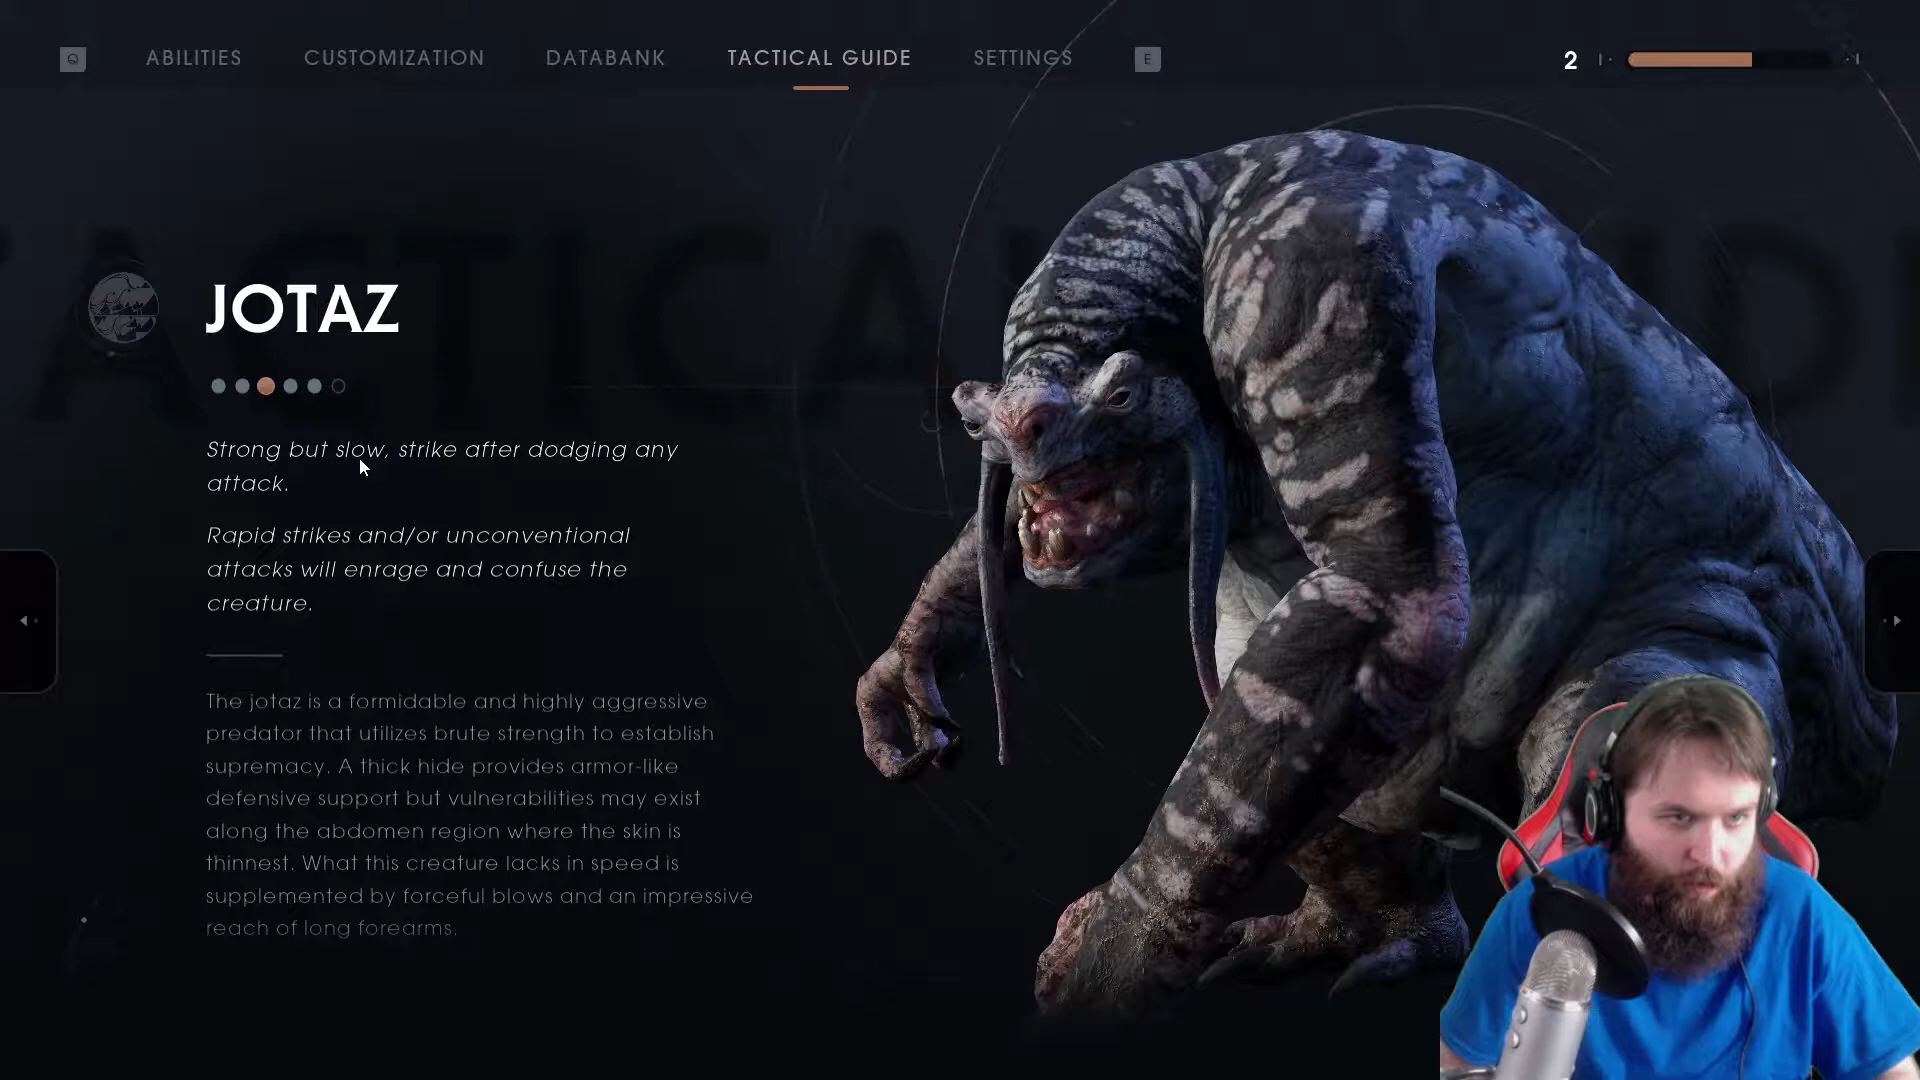 Q ABILITIES CUSTOMIZATION DATABANK TACTICAL GUIDE SETTINGS E 2
JOTAZ
Strong but slow, strike after dodging any
attack.
Rapid strikes and/or unconventional
attacks will enrage and confuse the
creature.
The jotaz is a formidable and highly aggressive
predator that utilizes brute strength to establish
supremacy. A thick hide provides armor-like
defensive support but vulnerabilities may exist
along the abdomen region where the skin is
thinnest. What this creature lacks in speed is
supplemented by forceful blows and an impressive
reach of long forearms.